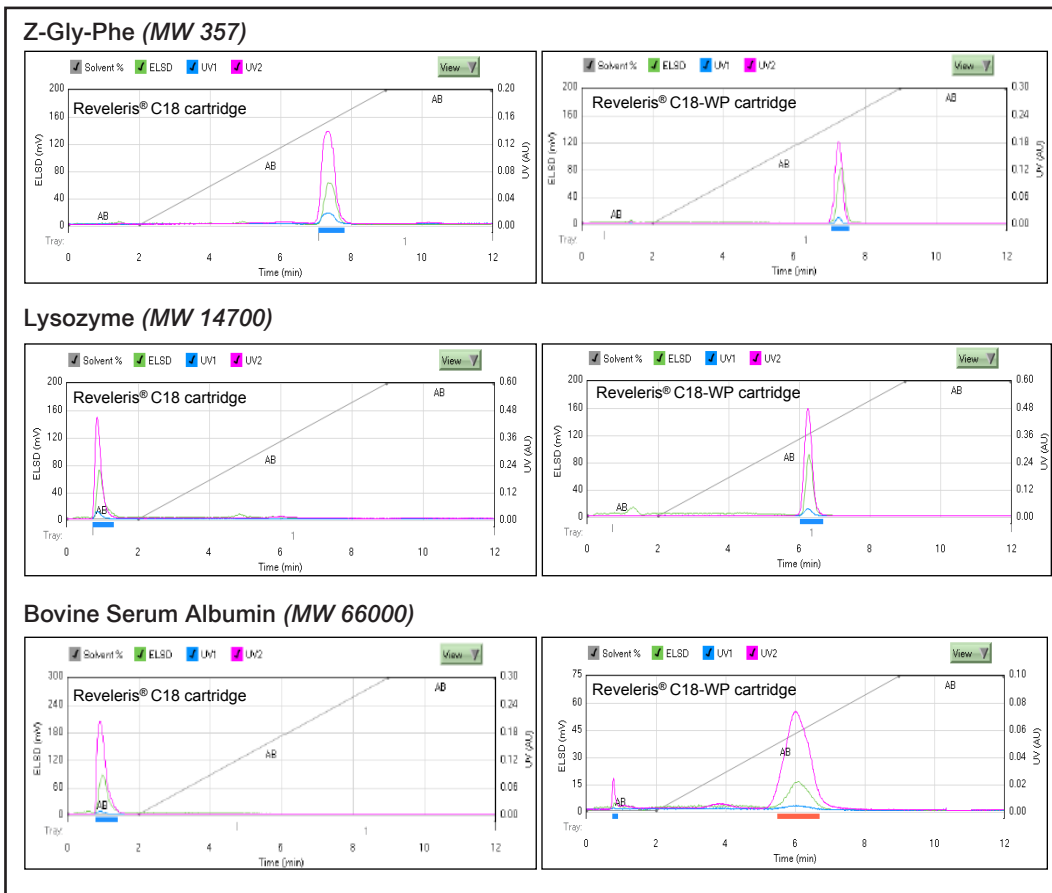 Z-Gly-Phe (MW 357)
Solvent % ELSD UV1 UV2 View
Reveleris® C18 cartridge
200 160 120 80 40 0
ELSD (mV)
0.20 0.16 0.12 0.08 0.04 0.00
UV (AU)
AB AB AB
Tray: 1
0 2 4 6 8 10 12
Time (min)
Solvent % ELSD UV1 UV2 View
Reveleris® C18-WP cartridge
200 160 120 80 40 0
ELSD (mV)
0.30 0.24 0.18 0.12 0.06 0.00
UV (AU)
AB AB AB
Tray: 1
0 2 4 6 8 10 12
Time (min)
Lysozyme (MW 14700)
Solvent % ELSD UV1 UV2 View
Reveleris® C18 cartridge
200 160 120 80 40 0
ELSD (mV)
0.60 0.48 0.36 0.24 0.12 0.00
UV (AU)
AB AB AB
Tray: 1
0 2 4 6 8 10 12
Time (min)
Solvent % ELSD UV1 UV2 View
Reveleris® C18-WP cartridge
200 160 120 80 40 0
ELSD (mV)
0.60 0.48 0.36 0.24 0.12 0.00
UV (AU)
AB AB AB
Tray: 1
0 2 4 6 8 10 12
Time (min)
Bovine Serum Albumin (MW 66000)
Solvent % ELSD UV1 UV2 View
Reveleris® C18 cartridge
300 240 180 120 60 0
ELSD (mV)
0.30 0.24 0.18 0.12 0.06 0.00
UV (AU)
AB AB AB
Tray: 1
0 2 4 6 8 10 12
Time (min)
Solvent % ELSD UV1 UV2 View
Reveleris® C18-WP cartridge
75 60 45 30 15 0
ELSD (mV)
0.10 0.08 0.06 0.04 0.02 0.00
UV (AU)
AB AB AB
Tray:
0 2 4 6 8 10 12
Time (min)